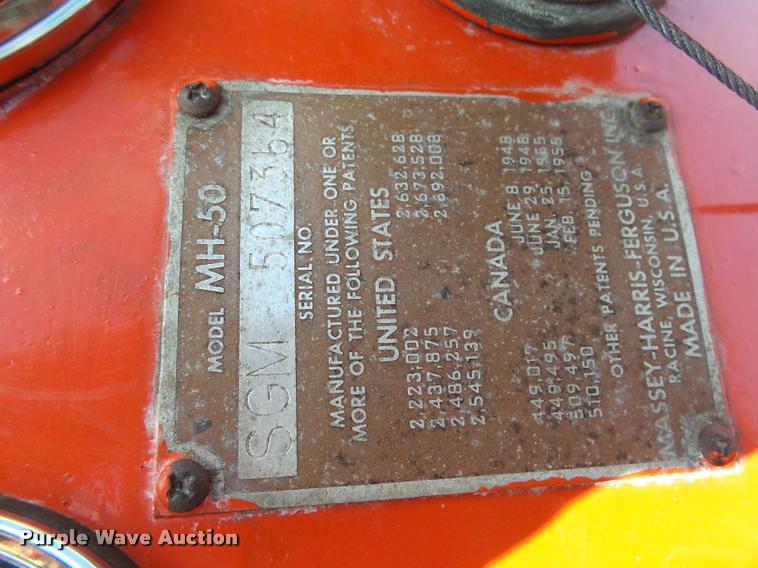 MODEL MH-50
SGM 507364
SERIAL NO.
MANUFACTURED UNDER ONE OR
MORE OF THE FOLLOWING PATENTS
UNITED STATES
2,223,002 2,632,628
2,437,875 2,673,528
2,486,257 2,692,008
2,545,139
CANADA
449,017 JUNE 8, 1948
449,495 JUNE 29, 1948
509,497 JAN. 25, 1955
510,150 FEB. 15, 1955
OTHER PATENTS PENDING
MASSEY-HARRIS-FERGUSON INC.
RACINE, WISCONSIN, U.S.A.
MADE IN U.S.A.
Purple Wave Auction